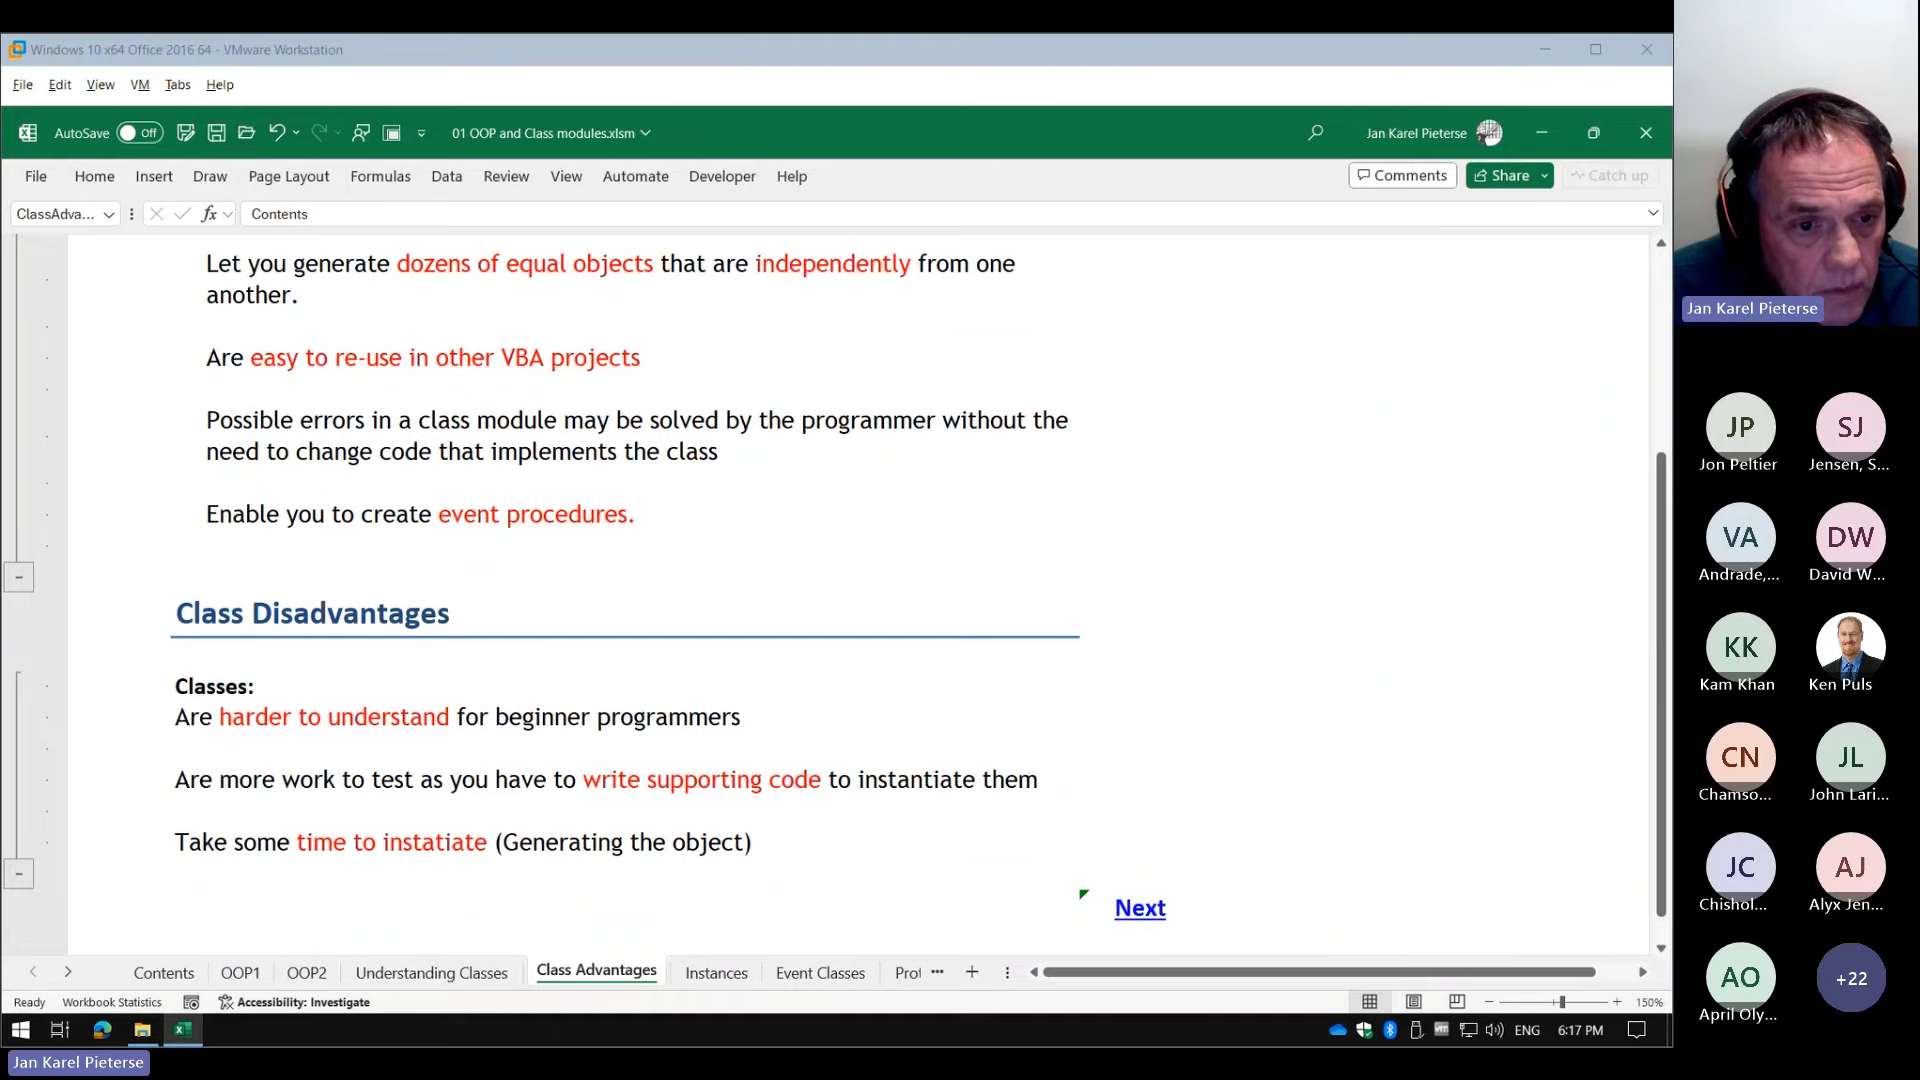 Windows 10 x64 Office 2016 64 - VMware Workstation
File Edit View VM Tabs Help
AutoSave Off 01 OOP and Class modules.xlsm Jan Karel Pieterse
File Home Insert Draw Page Layout Formulas Data Review View Automate Developer Help Comments Share Catch up
ClassAdva... fx Contents
Let you generate dozens of equal objects that are independently from one
another.
Are easy to re-use in other VBA projects
Possible errors in a class module may be solved by the programmer without the
need to change code that implements the class
Enable you to create event procedures.
Class Disadvantages
Classes:
Are harder to understand for beginner programmers
Are more work to test as you have to write supporting code to instantiate them
Take some time to instatiate (Generating the object)
Next
Contents OOP1 OOP2 Understanding Classes Class Advantages Instances Event Classes Prot ...
Ready Workbook Statistics Accessibility: Investigate 150%
ENG 6:17 PM
Jan Karel Pieterse
Jan Karel Pieterse
JP SJ
Jon Peltier Jensen, S...
VA DW
Andrade,... David W...
KK
Kam Khan Ken Puls
CN JL
Chamso... John Lari...
JC AJ
Chishol... Alyx Jen...
AO +22
April Oly...